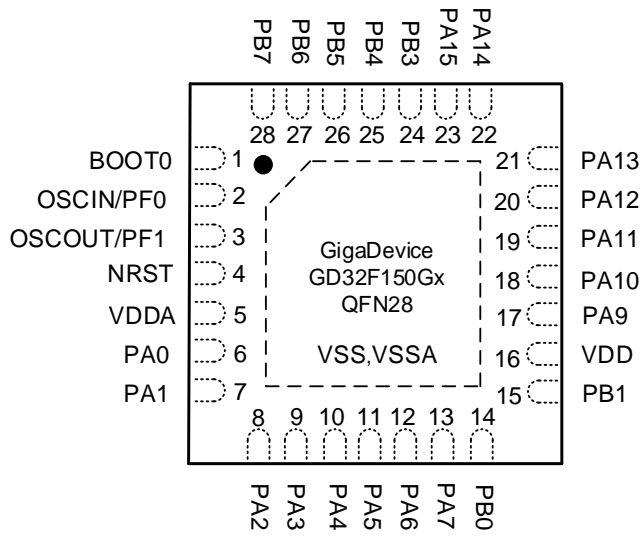 PB7 PB6 PB5 PB4 PB3 PA15 PA14
28 27 26 25 24 23 22
BOOT0 1 21 PA13
OSCIN/PF0 2 20 PA12
OSCOUT/PF1 3 19 PA11
NRST 4 18 PA10
VDDA 5 17 PA9
PA0 6 16 VDD
PA1 7 15 PB1
GigaDevice
GD32F150Gx
QFN28
VSS,VSSA
8 9 10 11 12 13 14
PA2 PA3 PA4 PA5 PA6 PA7 PB0